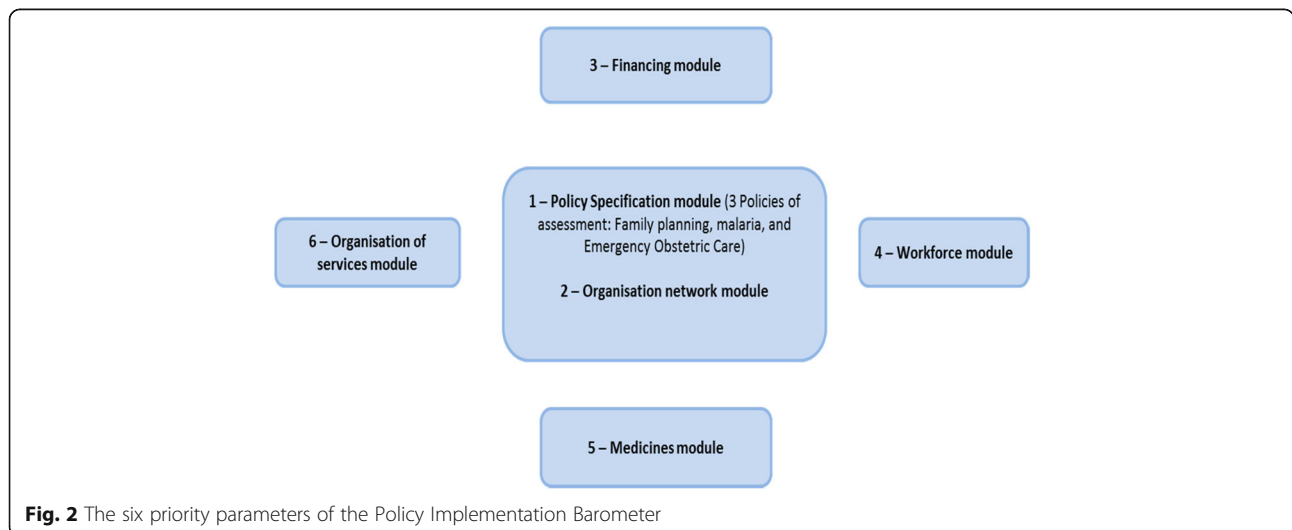 3 – Financing module
1 – Policy Specification module (3 Policies of
assessment: Family planning, malaria, and
Emergency Obstetric Care)
2 – Organisation network module
6 – Organisation of
services module
4 – Workforce module
5 – Medicines module
Fig. 2 The six priority parameters of the Policy Implementation Barometer